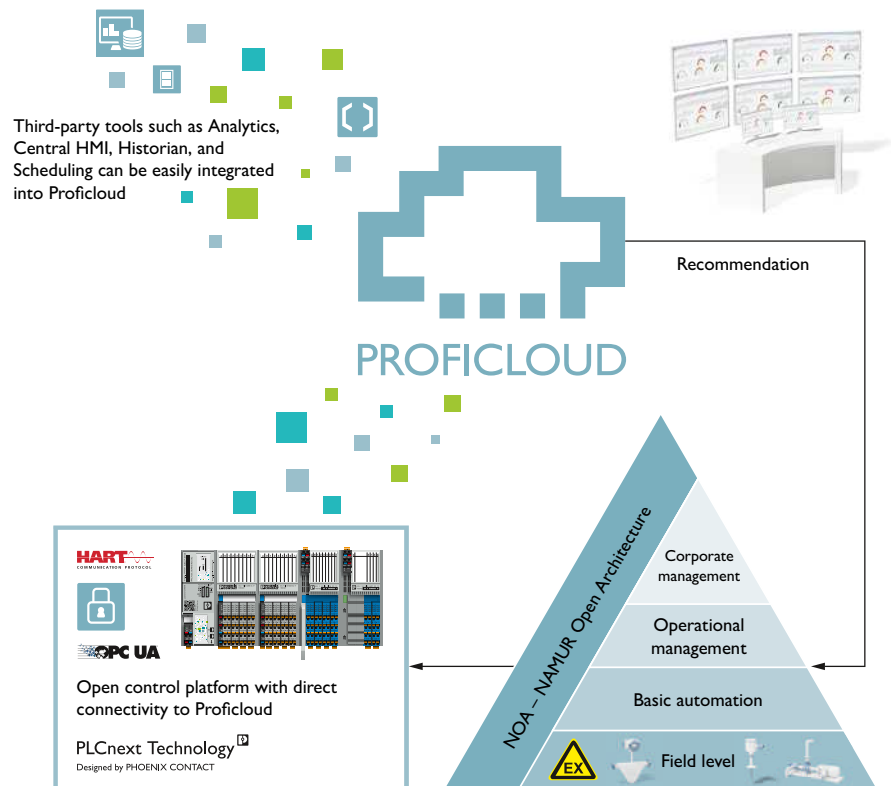 Third-party tools such as Analytics,
Central HMI, Historian, and
Scheduling can be easily integrated
into Proficloud
Recommendation
PROFICLOUD
NOA – NAMUR Open Architecture
Corporate
management
Operational
management
Basic automation
Field level
EX
HART
COMMUNICATION PROTOCOL
OPC UA
Open control platform with direct
connectivity to Proficloud
PLCnext Technology
Designed by PHOENIX CONTACT